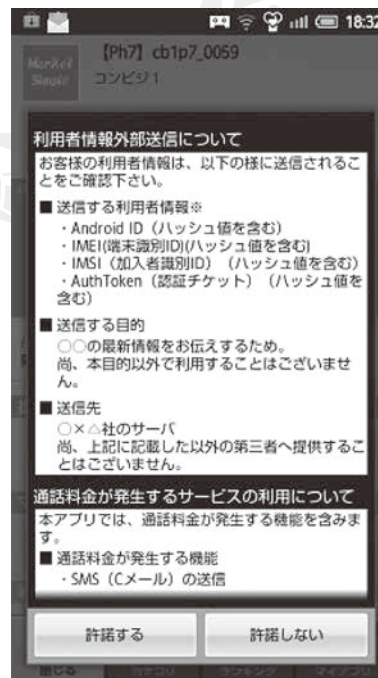 18:32
Market
Single
【Ph7】cb1p7_0059
コンビジ1
利用者情報外部送信について
お客様の利用者情報は、以下の様に送信されるこ
とをご確認下さい。
■ 送信する利用者情報※
・Android ID（ハッシュ値を含む）
・IMEI(端末識別ID)(ハッシュ値を含む)
・IMSI（加入者識別ID）（ハッシュ値を含む）
・AuthToken（認証チケット）（ハッシュ値を
含む）
■ 送信する目的
○○の最新情報をお伝えするため。
尚、本目的以外で利用することはございませ
ん。
■ 送信先
○×△社のサーバ
尚、上記に記載した以外の第三者へ提供するこ
とはございません。
通話料金が発生するサービスの利用について
本アプリでは、通話料金が発生する機能を含みま
す。
■ 通話料金が発生する機能
・SMS（Cメール）の送信
許諾する
許諾しない